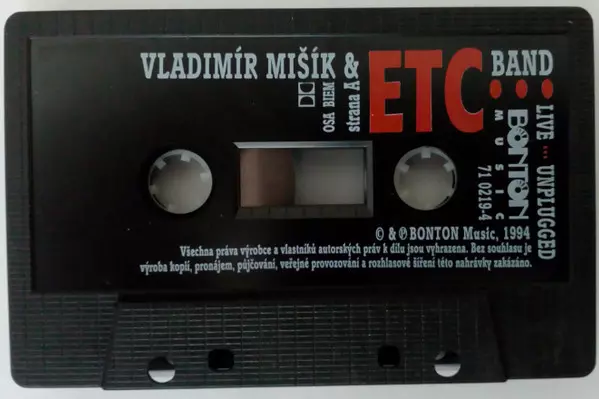 VLADIMÍR MIŠÍK & ETC... BAND
LIVE... UNPLUGGED
OSA BIEM
strana A
BONTON
MUSIC
71 0219-4
© & ℗ BONTON Music, 1994
Všechna práva výrobce a vlastníků autorských práv k dílu jsou vyhrazena. Bez souhlasu je
výroba kopií, pronájem, půjčování, veřejné provozování a rozhlasové šíření této nahrávky zakázáno.